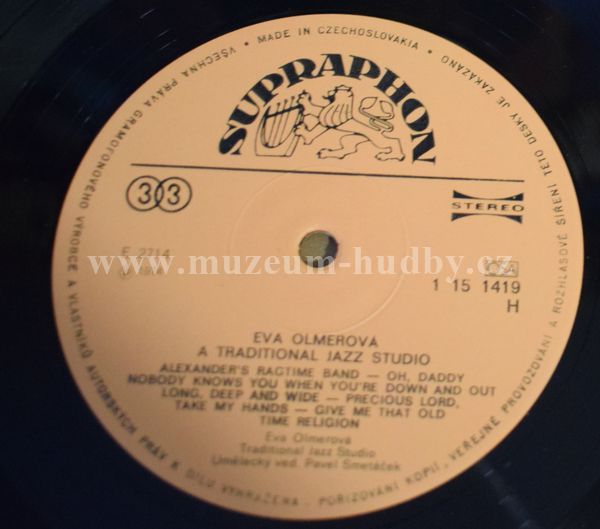 VŠECHNA PRÁVA GRAMOFONOVÉHO VÝROBCE A VLASTNÍKŮ AUTORSKÝCH PRÁV K DÍLU VYHRAŽENA · POŘIZOVÁNÍ KOPIÍ, VEŘEJNÉ PROVOZOVÁNÍ A ROZHLASOVÉ ŠÍŘENÍ TÉTO DESKY JE ZAKÁZÁNO · MADE IN CZECHOSLOVAKIA ·
SUPRAPHON
33
STEREO
F 2714
www.muzeum-hudby.cz
OSA
1 15 1419
H
EVA OLMEROVÁ
A TRADITIONAL JAZZ STUDIO
ALEXANDER'S RAGTIME BAND — OH, DADDY
NOBODY KNOWS YOU WHEN YOU'RE DOWN AND OUT
LONG, DEEP AND WIDE — PRECIOUS LORD,
TAKE MY HANDS — GIVE ME THAT OLD
TIME RELIGION
Eva Olmerová
Traditional Jazz Studio
Umělecký ved. Pavel Smetáček